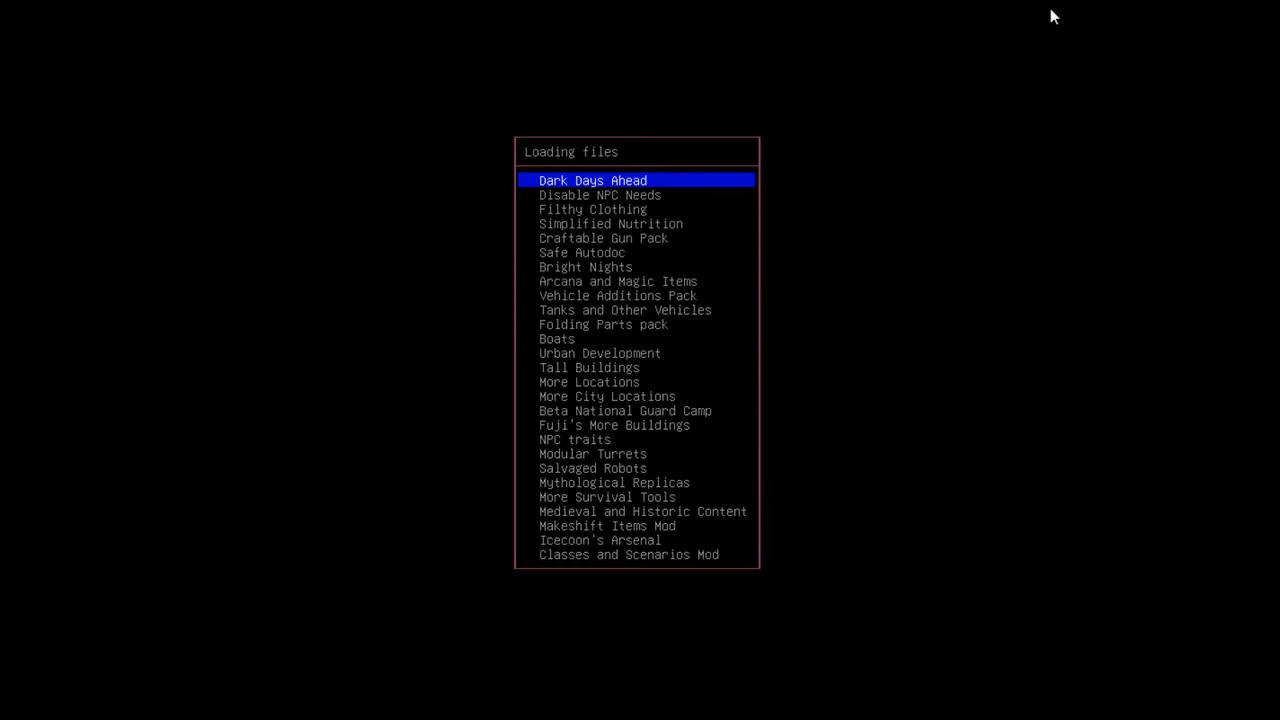 Loading files
Dark Days Ahead
Disable NPC Needs
Filthy Clothing
Simplified Nutrition
Craftable Gun Pack
Safe Autodoc
Bright Nights
Arcana and Magic Items
Vehicle Additions Pack
Tanks and Other Vehicles
Folding Parts pack
Boats
Urban Development
Tall Buildings
More Locations
More City Locations
Beta National Guard Camp
Fuji's More Buildings
NPC traits
Modular Turrets
Salvaged Robots
Mythological Replicas
More Survival Tools
Medieval and Historic Content
Makeshift Items Mod
Icecoon's Arsenal
Classes and Scenarios Mod